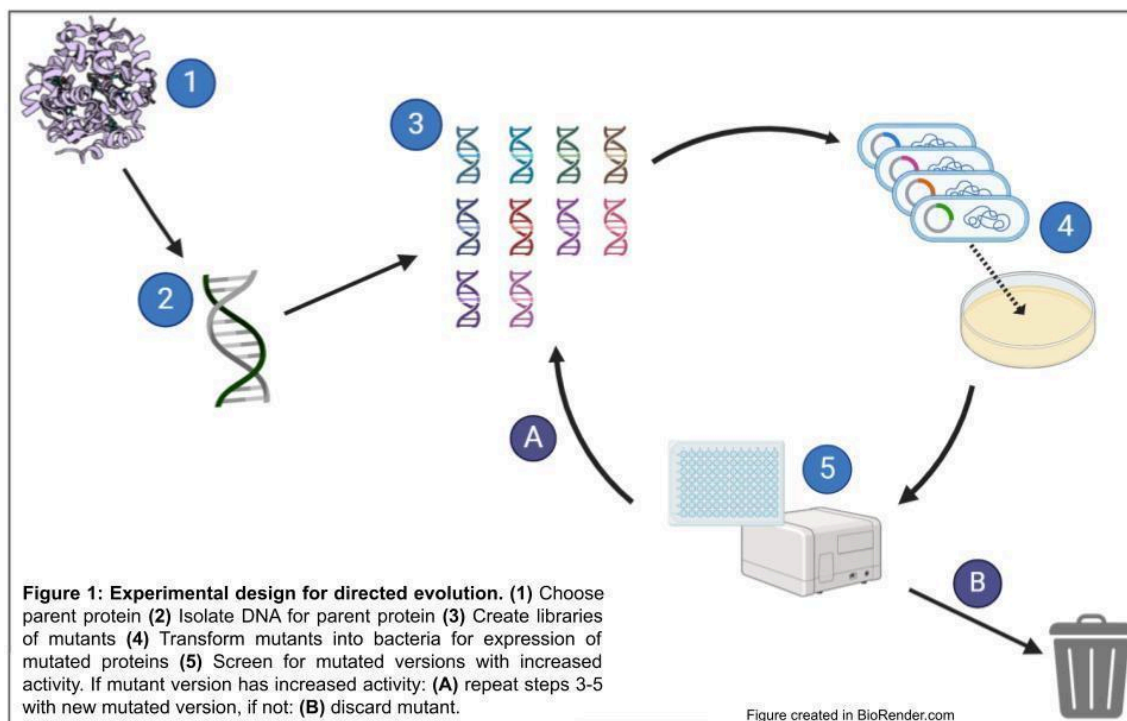 1
3
4
2
A
5
B
Figure 1: Experimental design for directed evolution. (1) Choose
parent protein (2) Isolate DNA for parent protein (3) Create libraries
of mutants (4) Transform mutants into bacteria for expression of
mutated proteins (5) Screen for mutated versions with increased
activity. If mutant version has increased activity: (A) repeat steps 3-5
with new mutated version, if not: (B) discard mutant.
Figure created in BioRender.com